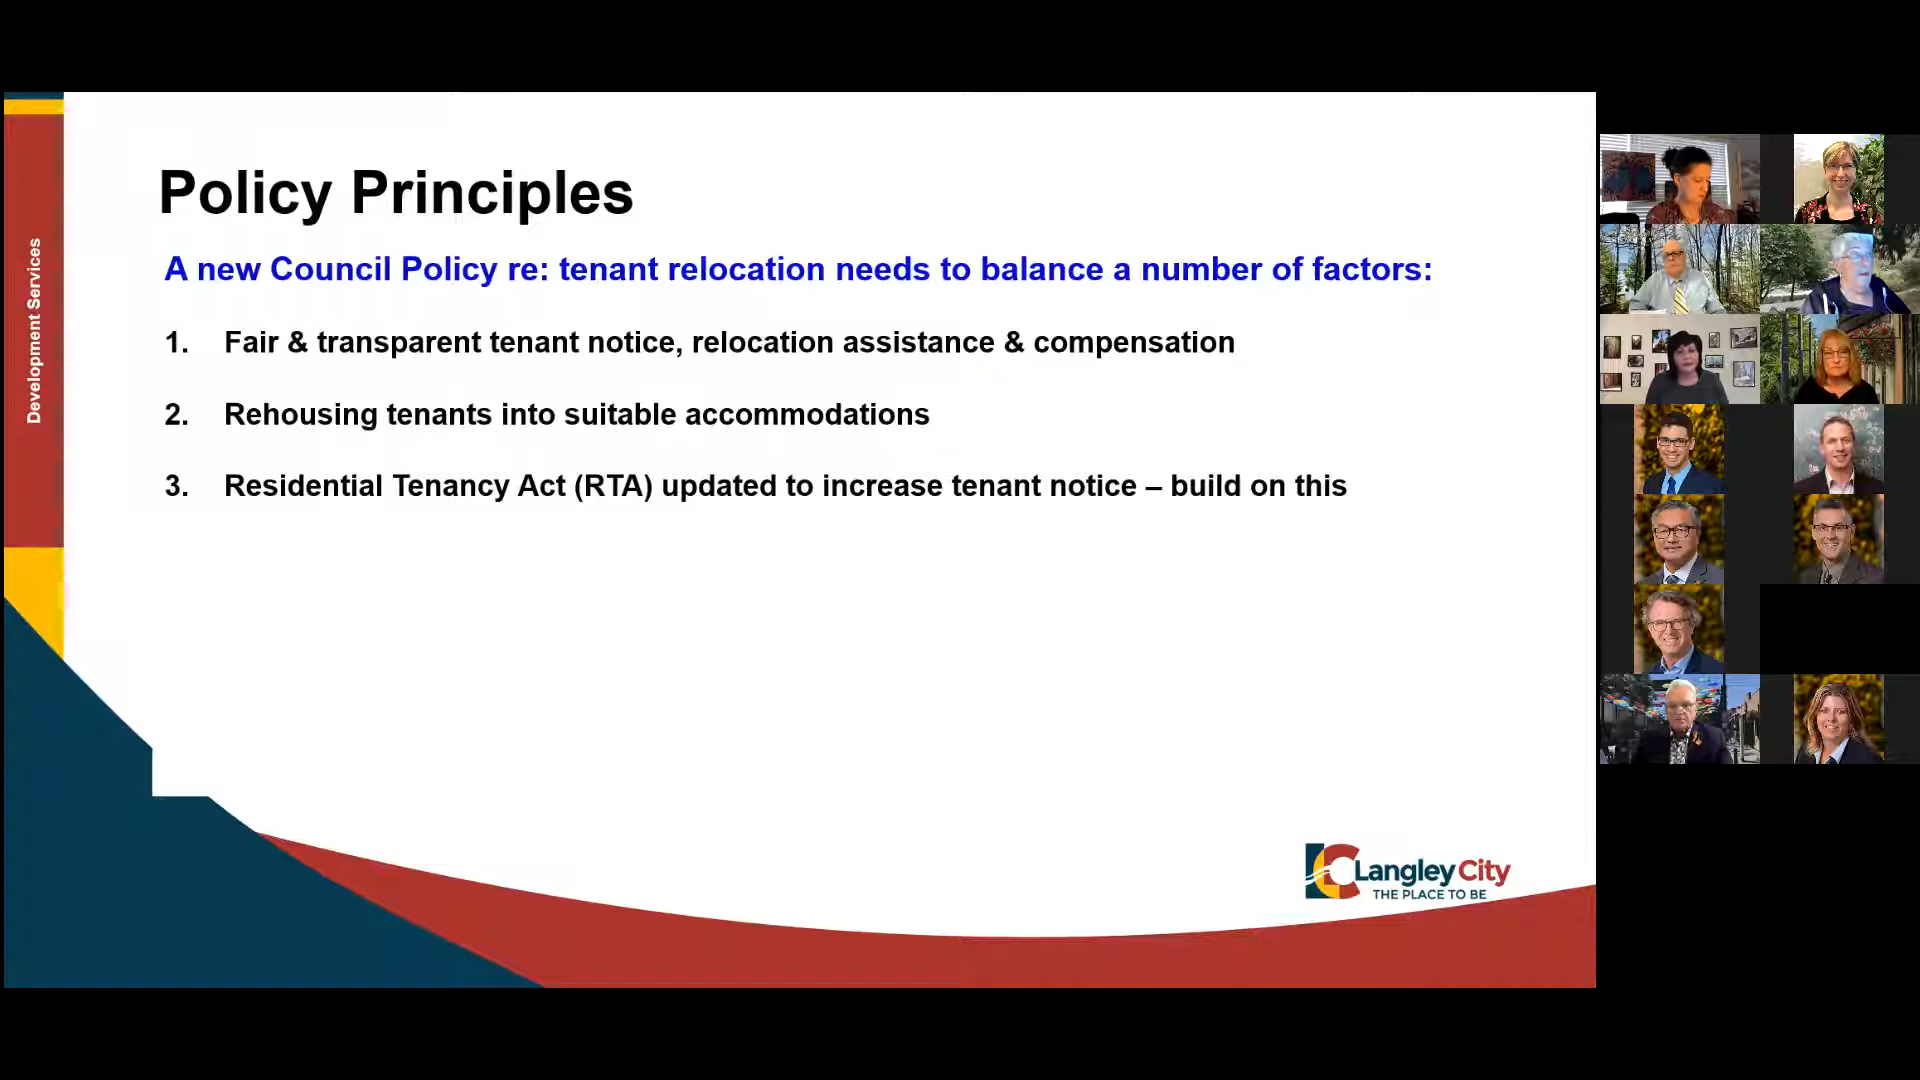 Development Services
Policy Principles
A new Council Policy re: tenant relocation needs to balance a number of factors:
1. Fair & transparent tenant notice, relocation assistance & compensation
2. Rehousing tenants into suitable accommodations
3. Residential Tenancy Act (RTA) updated to increase tenant notice – build on this
LC Langley City
THE PLACE TO BE